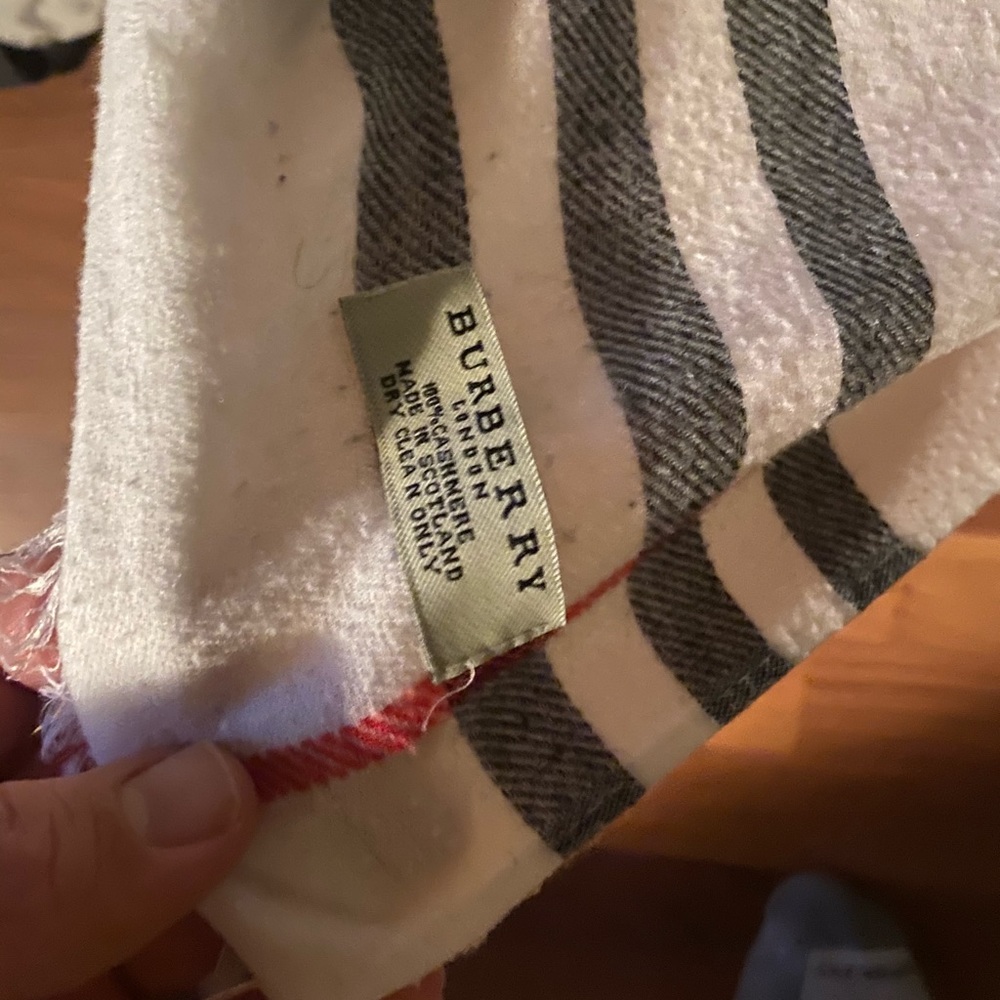 BURBERRY
LONDON
100% CASHMERE
MADE IN SCOTLAND
DRY CLEAN ONLY